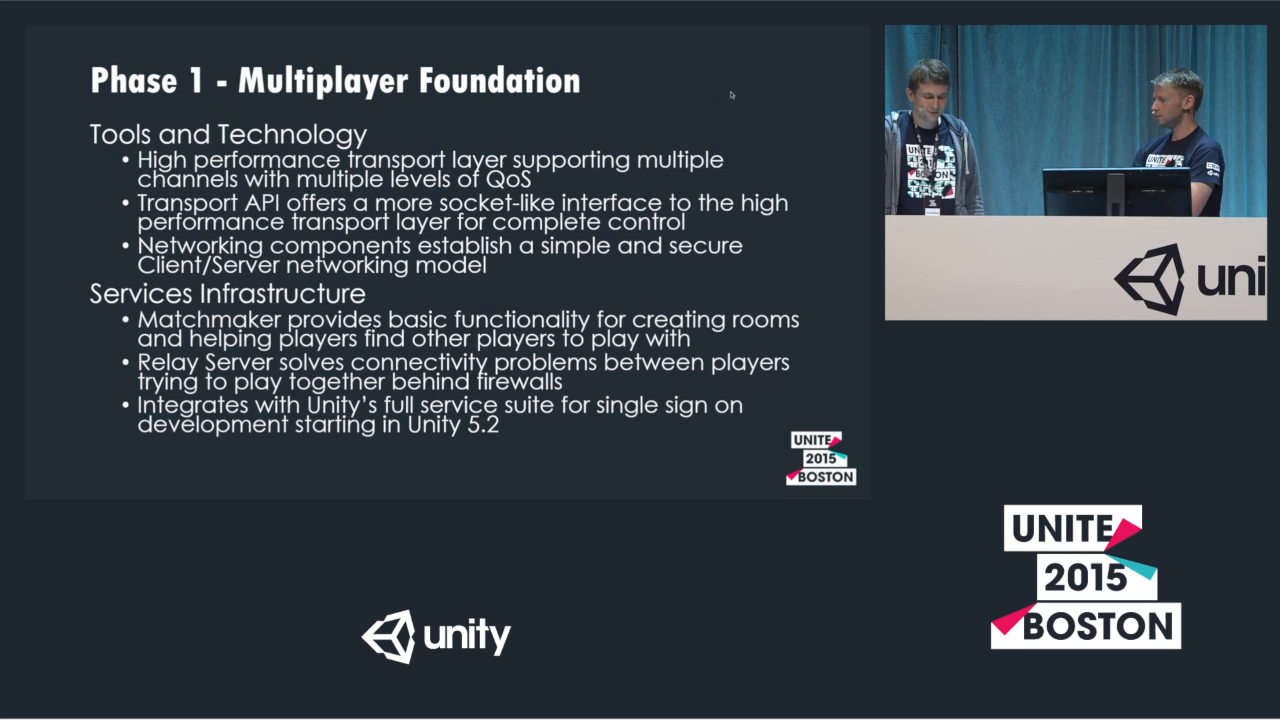 Phase 1 - Multiplayer Foundation
Tools and Technology
• High performance transport layer supporting multiple
channels with multiple levels of QoS
• Transport API offers a more socket-like interface to the high
performance transport layer for complete control
• Networking components establish a simple and secure
Client/Server networking model
Services Infrastructure
• Matchmaker provides basic functionality for creating rooms
and helping players find other players to play with
• Relay Server solves connectivity problems between players
trying to play together behind firewalls
• Integrates with Unity's full service suite for single sign on
development starting in Unity 5.2
UNITE
2015
BOSTON
UNITE
BOSTON
UNITE
uni
UNITE
2015
BOSTON
unity